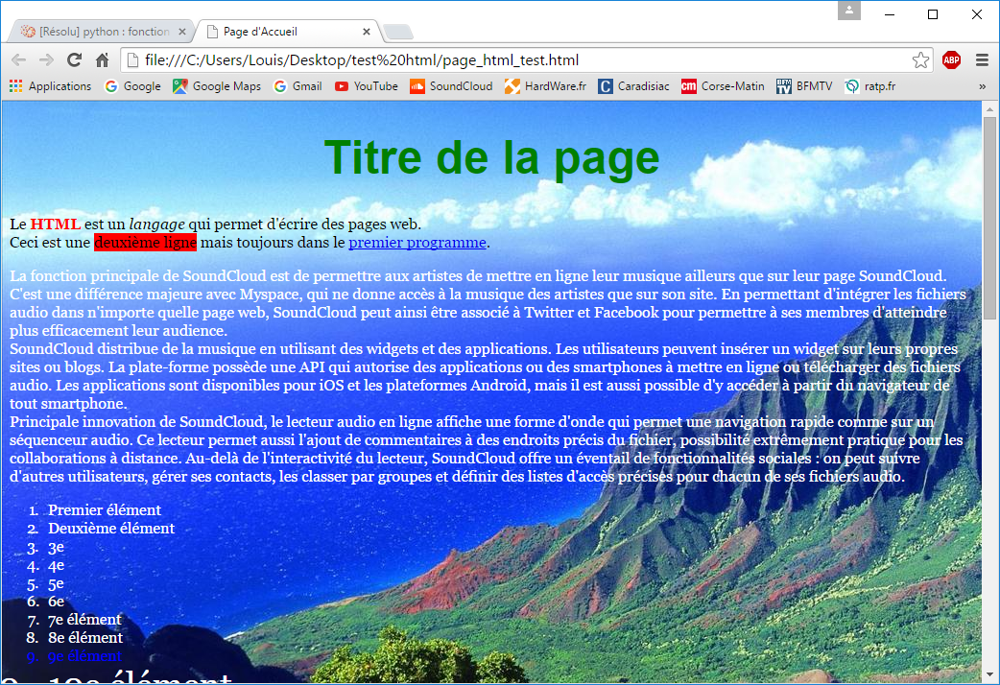 [Résolu] python : fonction
Page d'Accueil
file:///C:/Users/Louis/Desktop/test%20html/page_html_test.html
ABP
Applications Google Google Maps Gmail YouTube SoundCloud HardWare.fr C Caradisiac cm Corse-Matin BFM TV BFMTV ratp.fr »
Titre de la page
Le HTML est un langage qui permet d'écrire des pages web.
Ceci est une deuxième ligne mais toujours dans le premier programme.
La fonction principale de SoundCloud est de permettre aux artistes de mettre en ligne leur musique ailleurs que sur leur page SoundCloud.
C'est une différence majeure avec Myspace, qui ne donne accès à la musique des artistes que sur son site. En permettant d'intégrer les fichiers
audio dans n'importe quelle page web, SoundCloud peut ainsi être associé à Twitter et Facebook pour permettre à ses membres d'atteindre
plus efficacement leur audience.
SoundCloud distribue de la musique en utilisant des widgets et des applications. Les utilisateurs peuvent insérer un widget sur leurs propres
sites ou blogs. La plate-forme possède une API qui autorise des applications ou des smartphones à mettre en ligne ou télécharger des fichiers
audio. Les applications sont disponibles pour iOS et les plateformes Android, mais il est aussi possible d'y accéder à partir du navigateur de
tout smartphone.
Principale innovation de SoundCloud, le lecteur audio en ligne affiche une forme d'onde qui permet une navigation rapide comme sur un
séquenceur audio. Ce lecteur permet aussi l'ajout de commentaires à des endroits précis du fichier, possibilité extrêmement pratique pour les
collaborations à distance. Au-delà de l'interactivité du lecteur, SoundCloud offre un éventail de fonctionnalités sociales : on peut suivre
d'autres utilisateurs, gérer ses contacts, les classer par groupes et définir des listes d'accès précises pour chacun de ses fichiers audio.
1. Premier élément
2. Deuxième élément
3. 3e
4. 4e
5. 5e
6. 6e
7. 7e élément
8. 8e élément
9. 9e élément
10e élément